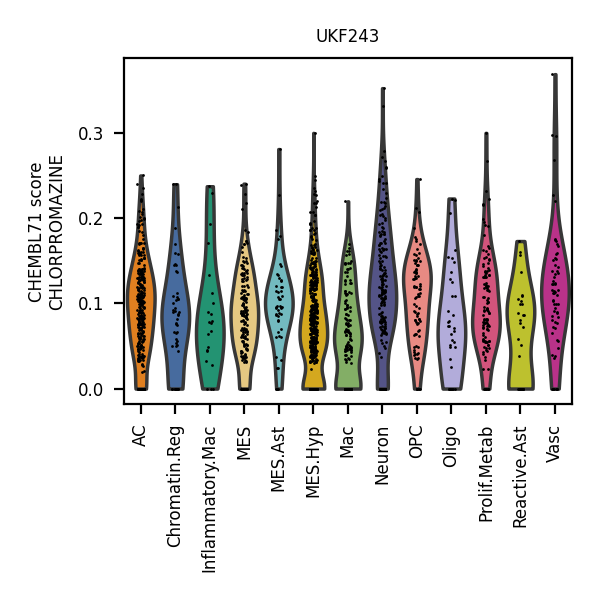 UKF243
CHEMBL71 score
CHLORPROMAZINE
0.3
0.2
0.1
0.0
AC
Chromatin.Reg
Inflammatory.Mac
MES
MES.Ast
MES.Hyp
Mac
Neuron
OPC
Oligo
Prolif.Metab
Reactive.Ast
Vasc